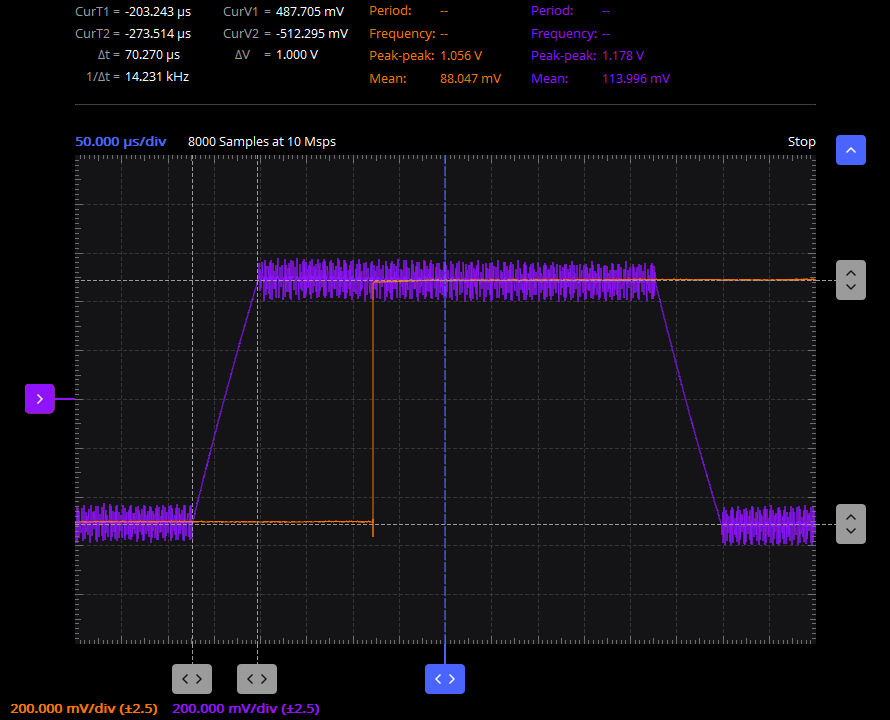 CurT1 = -203.243 µs CurV1 = 487.705 mV Period: -- Period: --
CurT2 = -273.514 µs CurV2 = -512.295 mV Frequency: -- Frequency: --
Δt = 70.270 µs ΔV = 1.000 V Peak-peak: 1.056 V Peak-peak: 1.178 V
1/Δt = 14.231 kHz Mean: 88.047 mV Mean: 113.996 mV
50.000 µs/div 8000 Samples at 10 Msps Stop
200.000 mV/div (±2.5) 200.000 mV/div (±2.5)